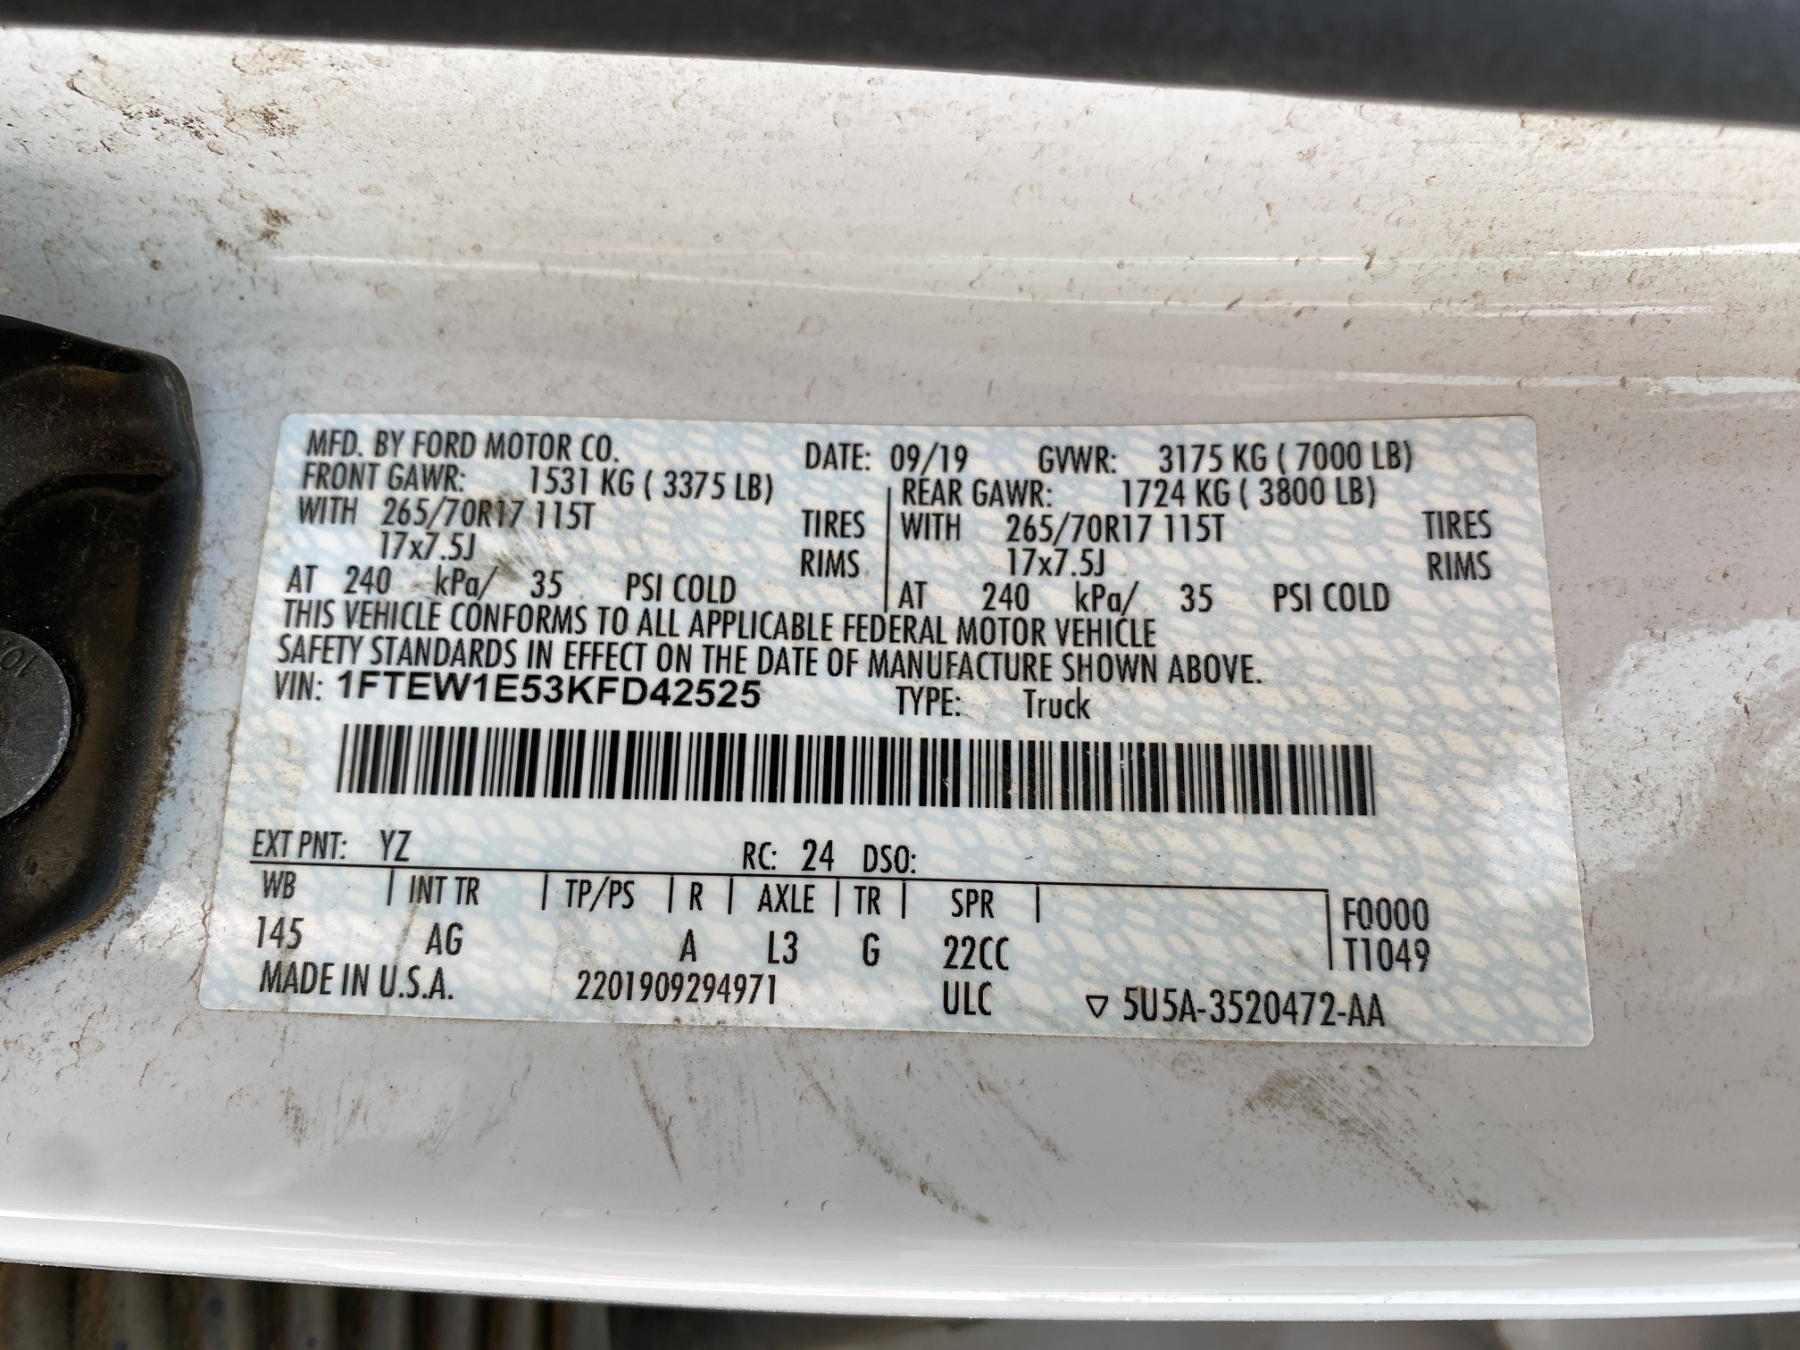 MFD. BY FORD MOTOR CO. DATE: 09/19 GVWR: 3175 KG ( 7000 LB)
FRONT GAWR: 1531 KG ( 3375 LB) REAR GAWR: 1724 KG ( 3800 LB)
WITH 265/70R17 115T TIRES WITH 265/70R17 115T TIRES
17x7.5J RIMS 17x7.5J RIMS
AT 240 kPa/ 35 PSI COLD AT 240 kPa/ 35 PSI COLD
THIS VEHICLE CONFORMS TO ALL APPLICABLE FEDERAL MOTOR VEHICLE
SAFETY STANDARDS IN EFFECT ON THE DATE OF MANUFACTURE SHOWN ABOVE.
VIN: 1FTEW1E53KFD42525 TYPE: Truck
EXT PNT: YZ RC: 24 DSO:
WB INT TR TP/PS R AXLE TR SPR F0000
145 AG A L3 G 22CC T1049
MADE IN U.S.A. 2201909294971 ULC ▽ 5U5A-3520472-AA